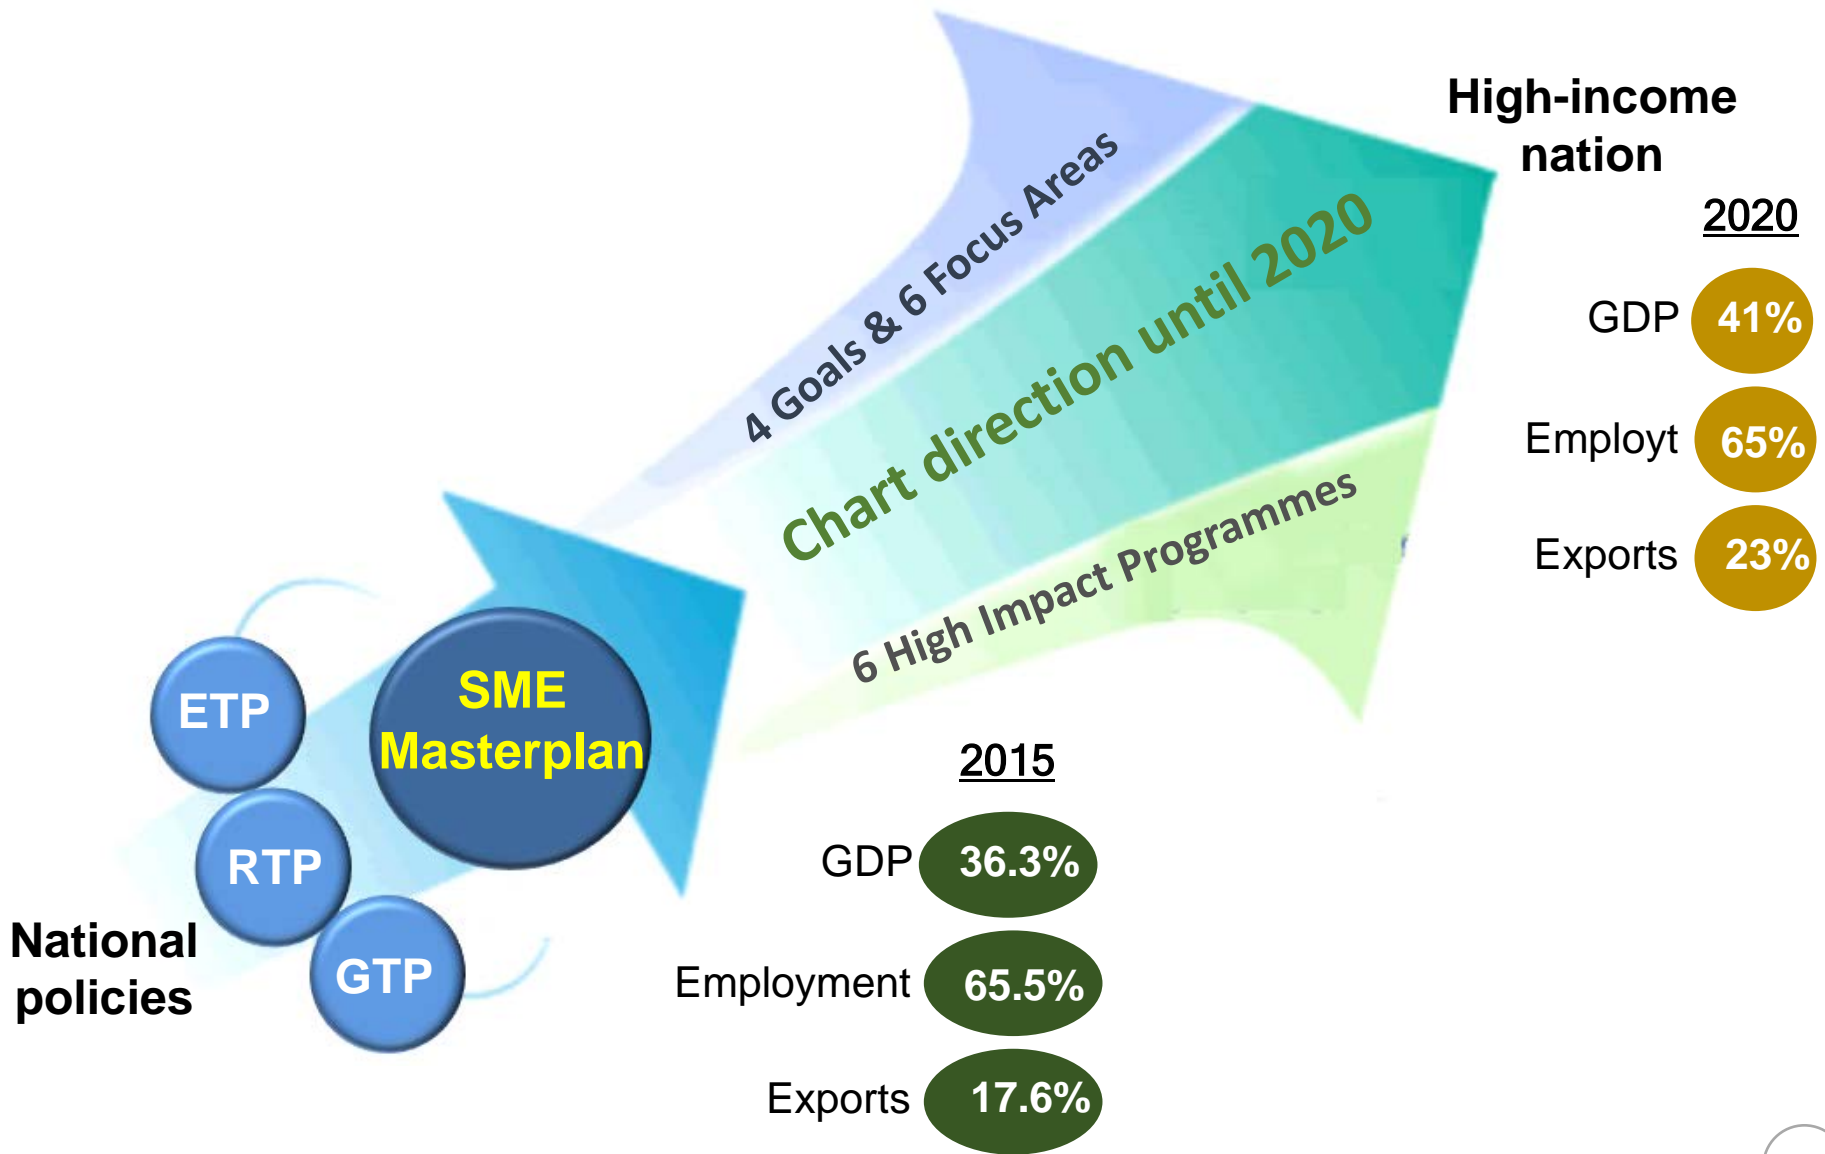 High-income
nation
2020
GDP 41%
Employt 65%
Exports 23%
4 Goals & 6 Focus Areas
Chart direction until 2020
6 High Impact Programmes
SME
Masterplan
ETP
RTP
GTP
National
policies
2015
GDP 36.3%
Employment 65.5%
Exports 17.6%